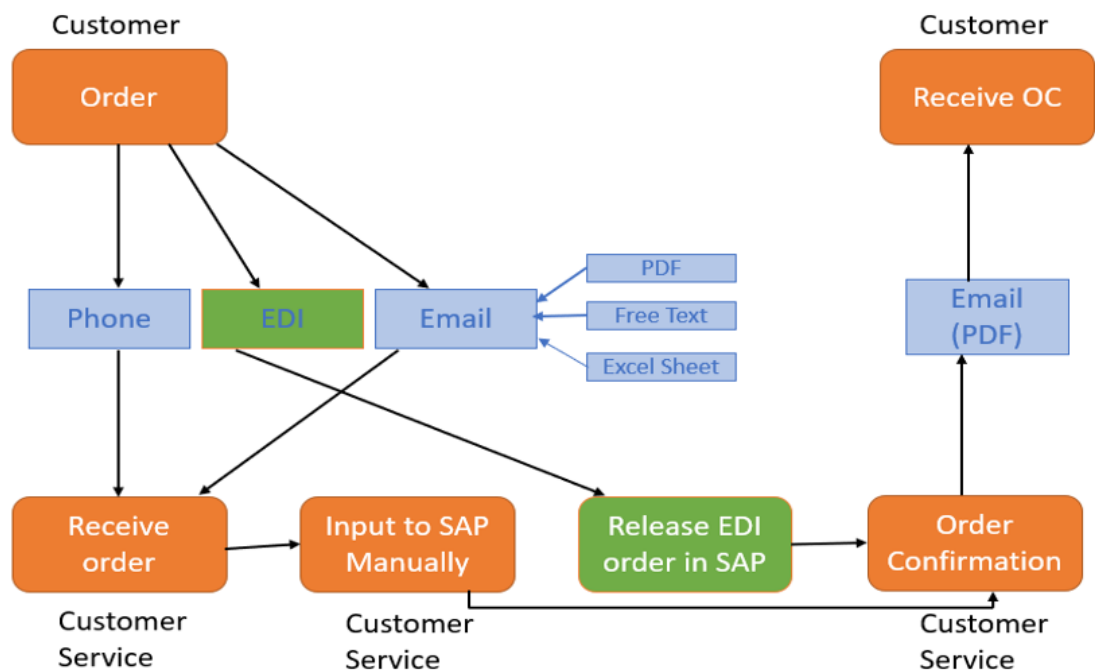 Customer
Customer
Order
Receive OC
PDF
Phone
EDI
Email
Free Text
Email
(PDF)
Excel Sheet
Receive
order
Input to SAP
Manually
Release EDI
order in SAP
Order
Confirmation
Customer
Service
Customer
Service
Customer
Service